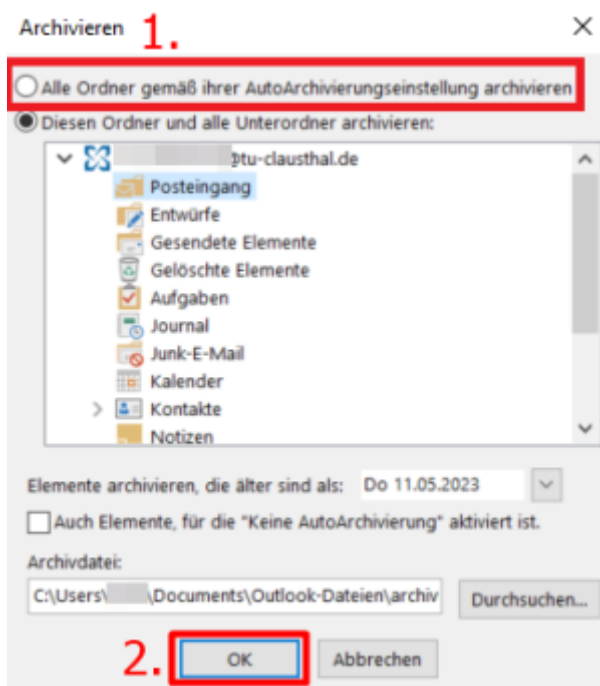 Archivieren 1.
Alle Ordner gemäß ihrer AutoArchivierungseinstellung archivieren
Diesen Ordner und alle Unterordner archivieren:
@tu-clausthal.de
Posteingang
Entwürfe
Gesendete Elemente
Gelöschte Elemente
Aufgaben
Journal
Junk-E-Mail
Kalender
Kontakte
Notizen
Elemente archivieren, die älter sind als: Do 11.05.2023
Auch Elemente, für die "Keine AutoArchivierung" aktiviert ist.
Archivdatei:
C:\Users\ \Documents\Outlook-Dateien\archiv Durchsuchen...
2. OK Abbrechen